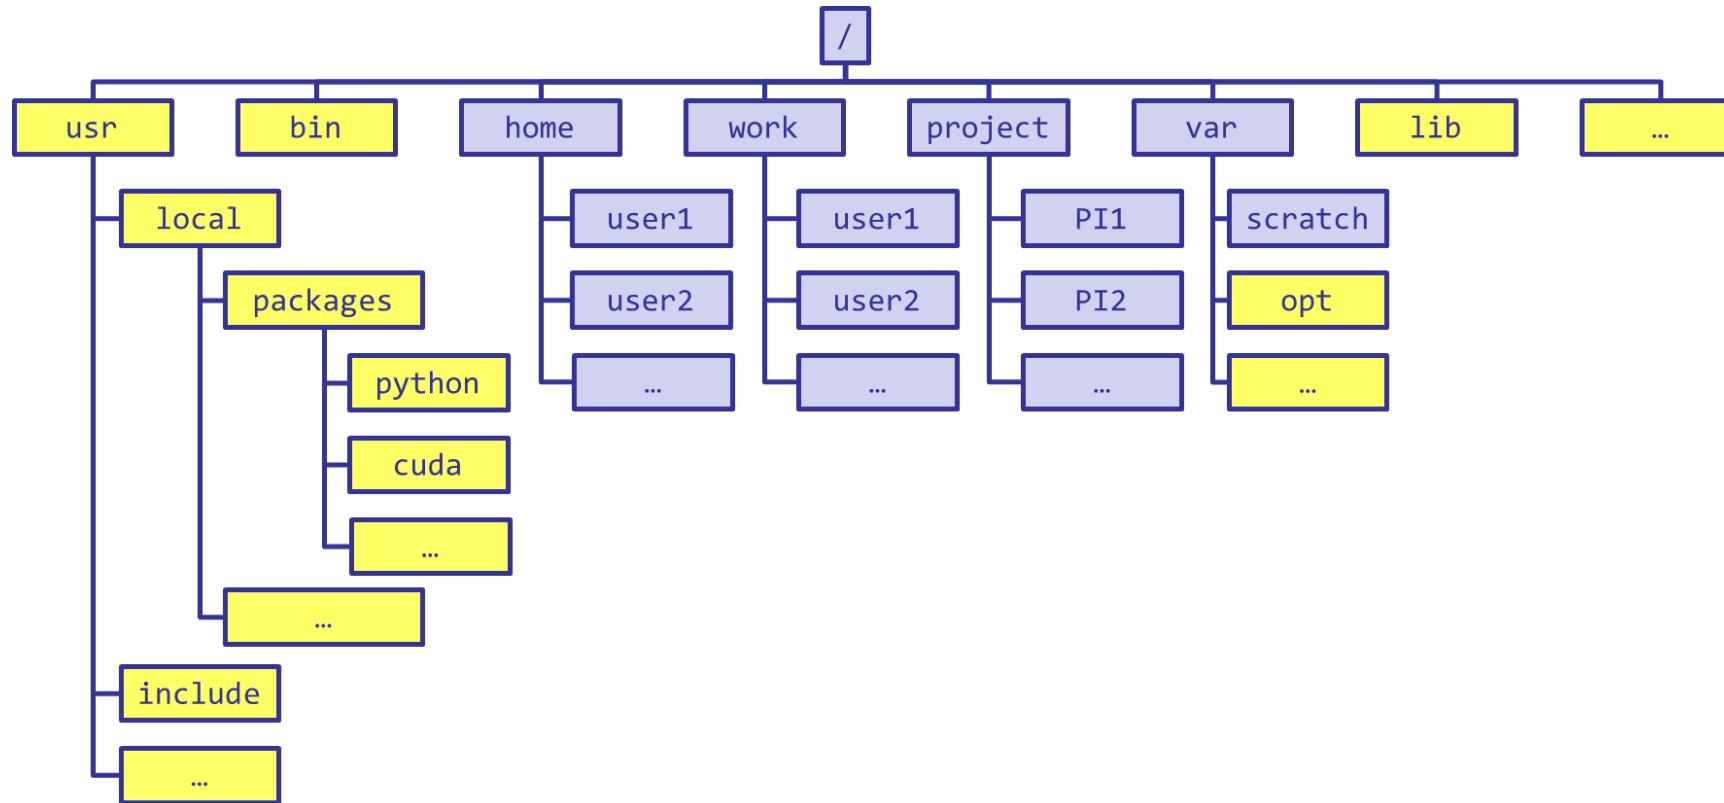 /
usr
bin
home
work
project
var
lib
…
local
packages
python
cuda
…
…
include
…
user1
user2
…
user1
user2
…
PI1
PI2
…
scratch
opt
…